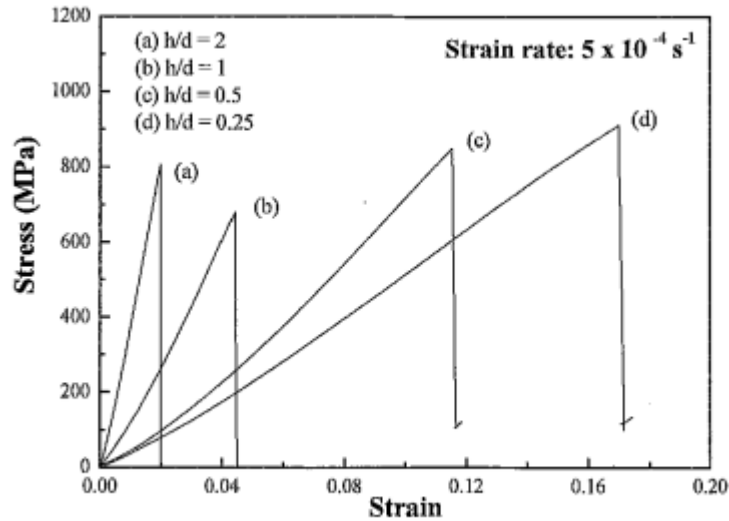 1200
1000
800
600
400
200
0
Stress (MPa)
(a) h/d = 2
(b) h/d = 1
(c) h/d = 0.5
(d) h/d = 0.25
Strain rate: 5 x 10⁻⁴ s⁻¹
(a)
(b)
(c)
(d)
0.00 0.04 0.08 0.12 0.16 0.20
Strain